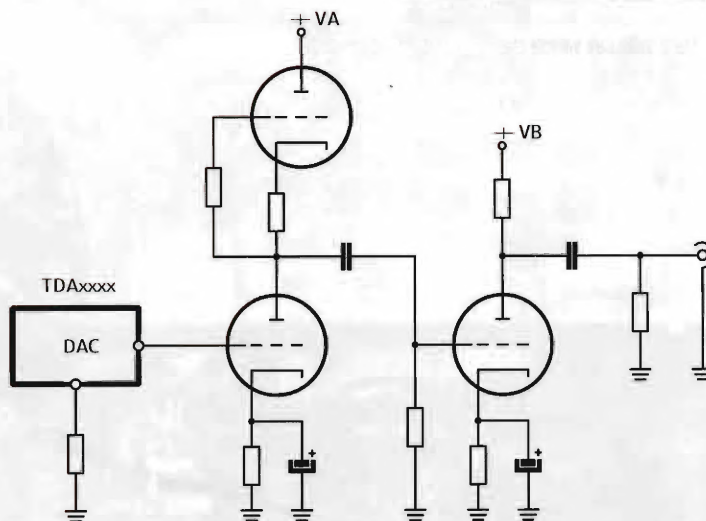 + VA
+ VB
TDAxxxx
DAC
+
+